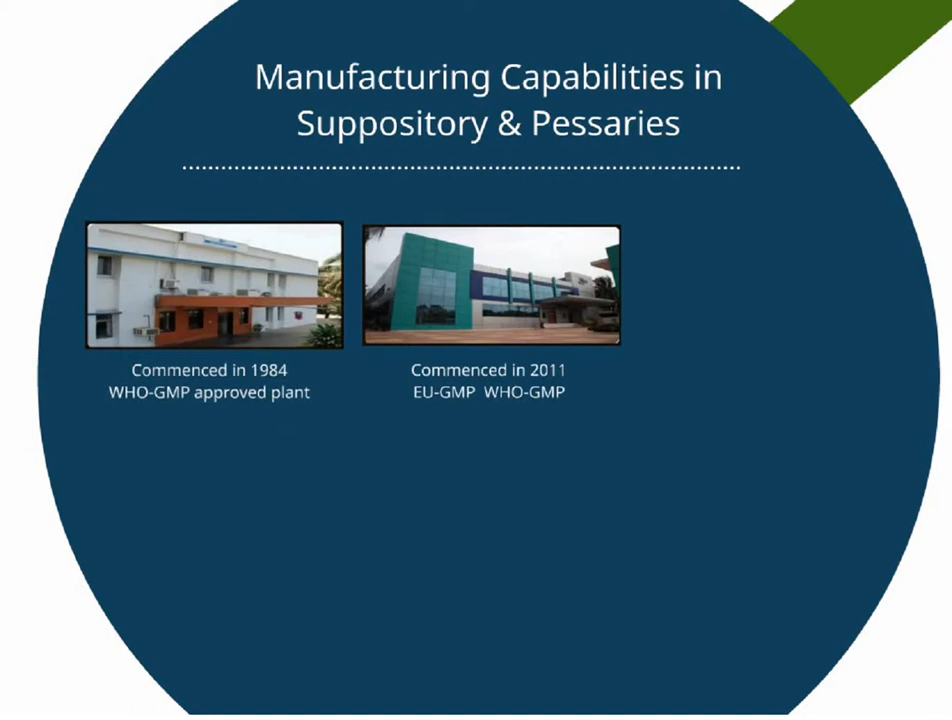 Manufacturing Capabilities in
Suppository & Pessaries
Commenced in 1984
WHO-GMP approved plant
Commenced in 2011
EU-GMP WHO-GMP